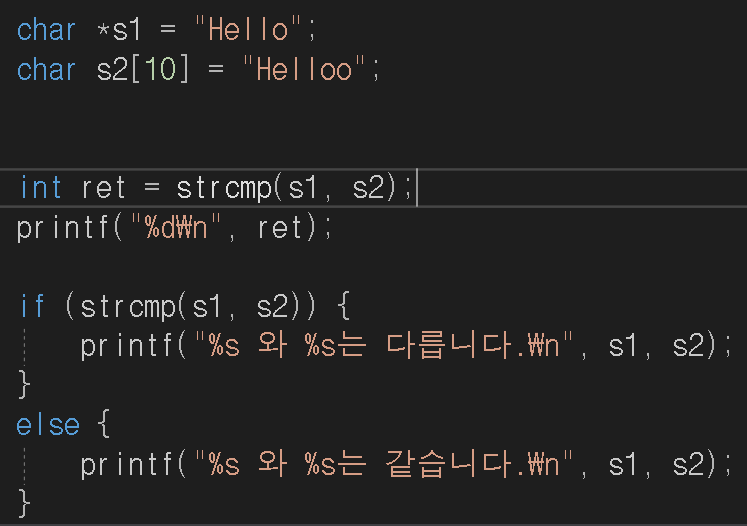 char *s1 = "Hello";
char s2[10] = "Helloo";
int ret = strcmp(s1, s2);
printf("%d₩n", ret);
if (strcmp(s1, s2)) {
printf("%s 와 %s는 다릅니다.₩n", s1, s2);
}
else {
printf("%s 와 %s는 같습니다.₩n", s1, s2);
}